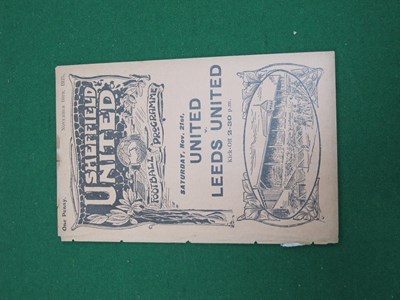 One Penny.
SHEFFIELD
UNITED
FOOTBALL PROGRAMME
SATURDAY, Nov. 21st,
UNITED
v.
LEEDS UNITED
Kick-Off 2-30 p.m.